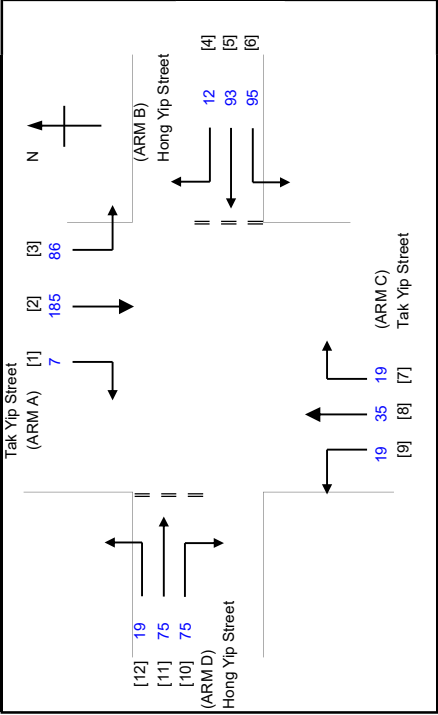 N
Tak Yip Street
(ARM A)
[1]
7
[2]
185
[3]
86
(ARM B)
Hong Yip Street
[4]
12
[5]
93
[6]
95
(ARM C)
Tak Yip Street
19
[7]
35
[8]
19
[9]
[12]
19
[11]
75
[10]
75
(ARM D)
Hong Yip Street